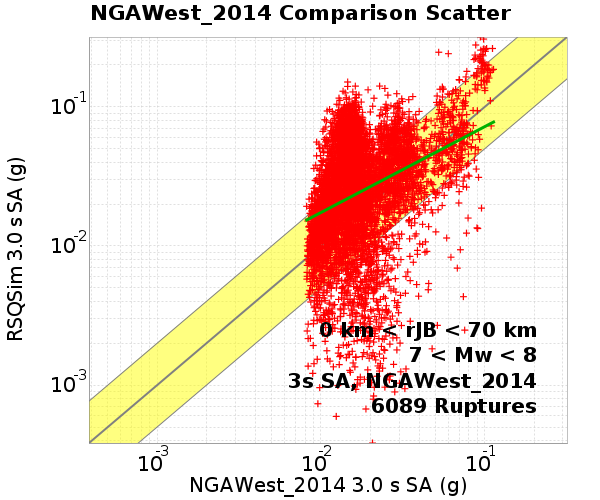 NGAWest_2014 Comparison Scatter
RSQSim 3.0 s SA (g)
10-1
10-2
10-3
0 km < rJB < 70 km
7 < Mw < 8
3s SA, NGAWest_2014
6089 Ruptures
10-3
10-2
10-1
NGAWest_2014 3.0 s SA (g)